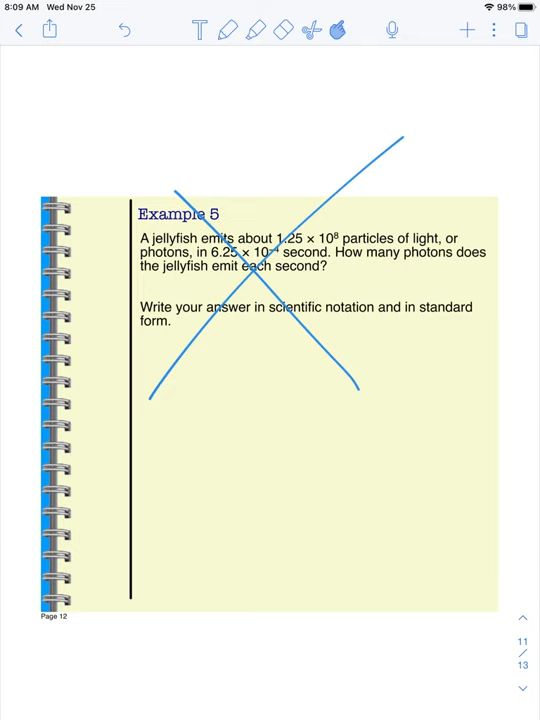 8:09 AM Wed Nov 25 98%
T
Example 5
A jellyfish emits about 1.25 × 10⁸ particles of light, or
photons, in 6.25 × 10⁻⁴ second. How many photons does
the jellyfish emit each second?
Write your answer in scientific notation and in standard
form.
Page 12
11
/
13